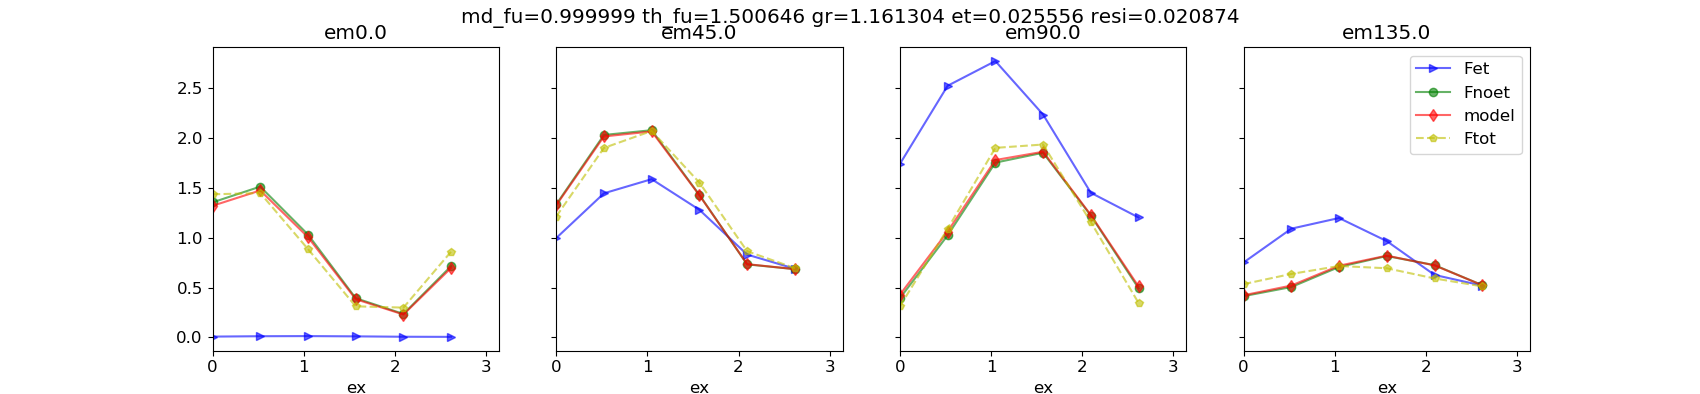 md_fu=0.999999 th_fu=1.500646 gr=1.161304 et=0.025556 resi=0.020874
em0.0 em45.0 em90.0 em135.0
2.5
2.0
1.5
1.0
0.5
0.0
Fet
Fnoet
model
Ftot
0 1 2 3 0 1 2 3 0 1 2 3 0 1 2 3
ex ex ex ex